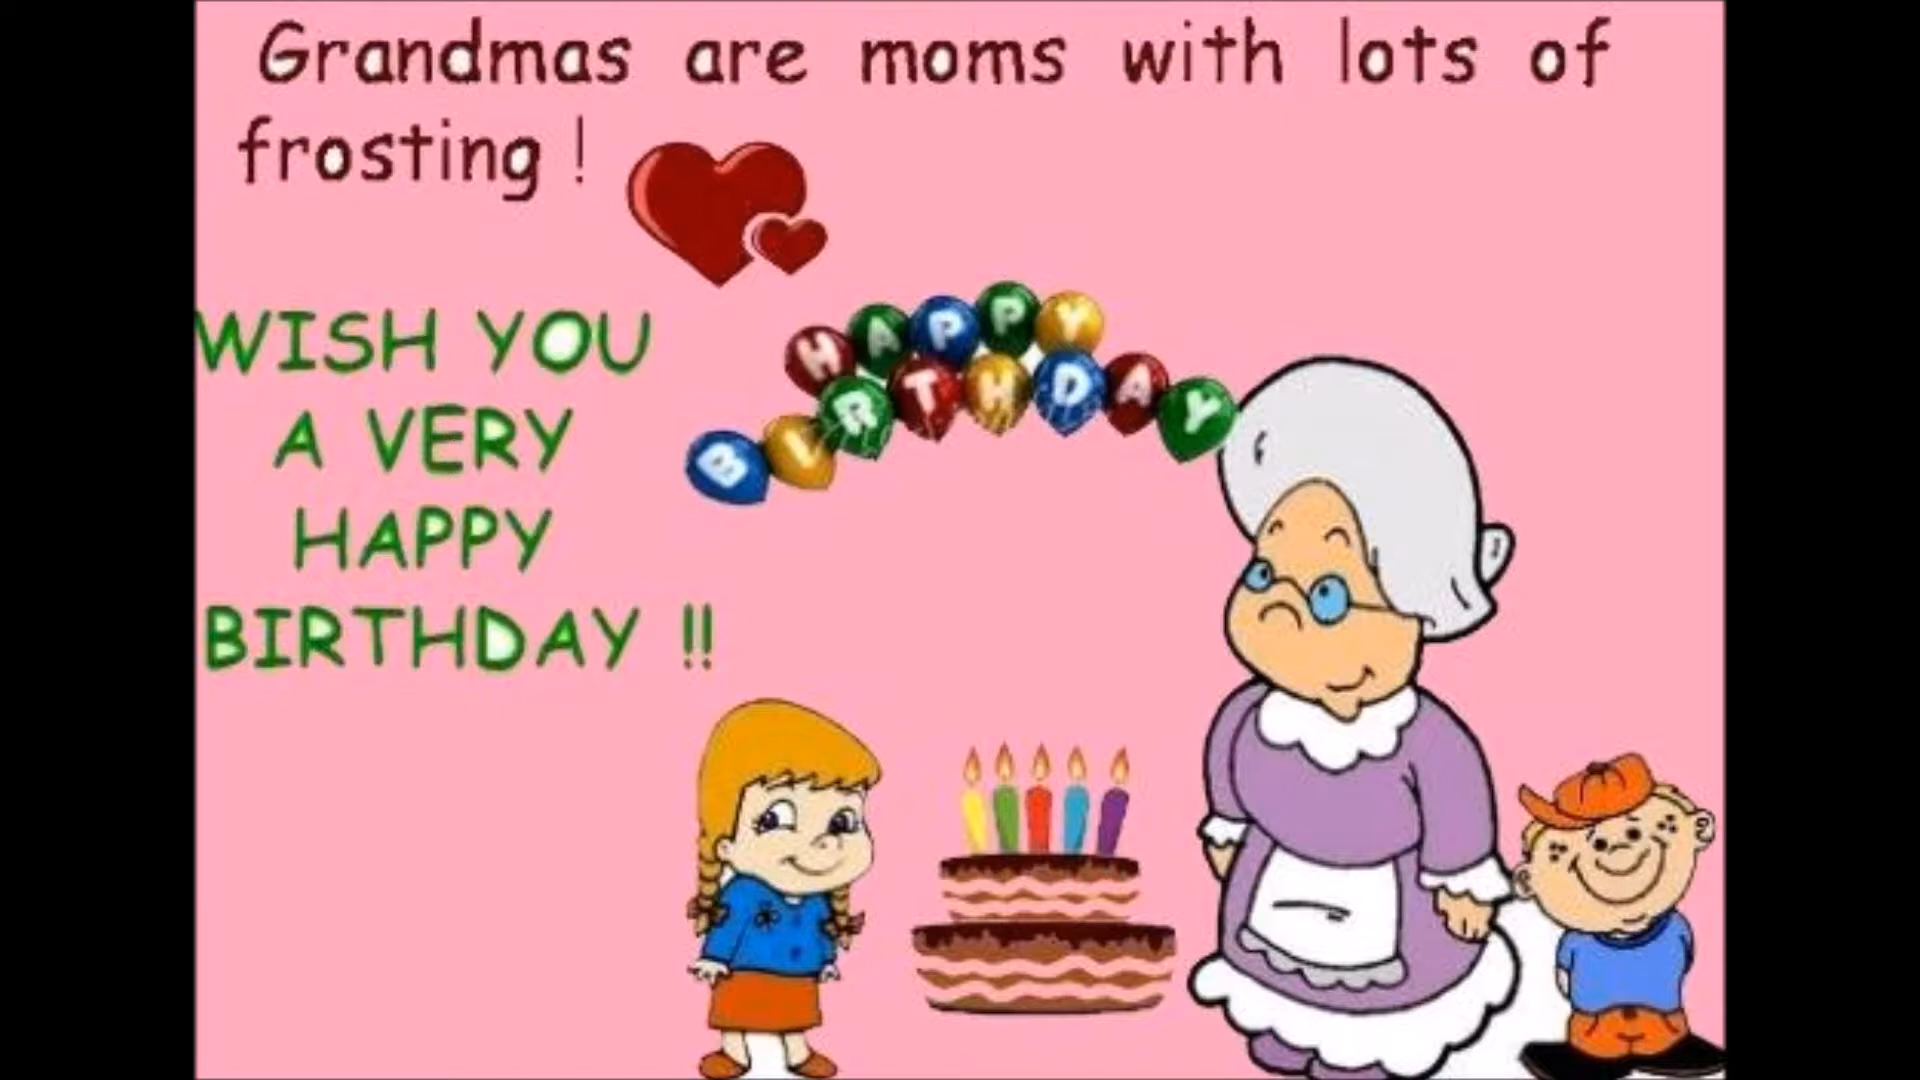 Grandmas are moms with lots of
frosting !
WISH YOU
A VERY
HAPPY
BIRTHDAY !!
HAPPY
BIRTHDAY